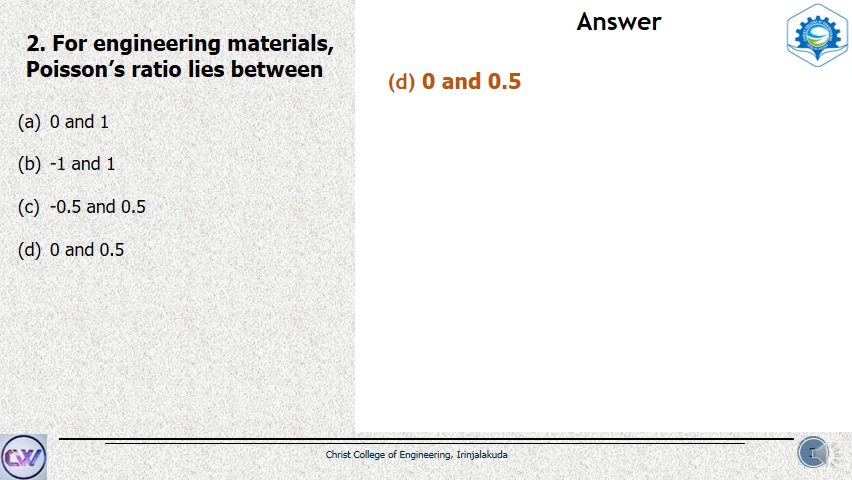 2. For engineering materials,
Poisson's ratio lies between
(a) 0 and 1
(b) -1 and 1
(c) -0.5 and 0.5
(d) 0 and 0.5
Answer
(d) 0 and 0.5
Christ College of Engineering, Irinjalakuda
CW